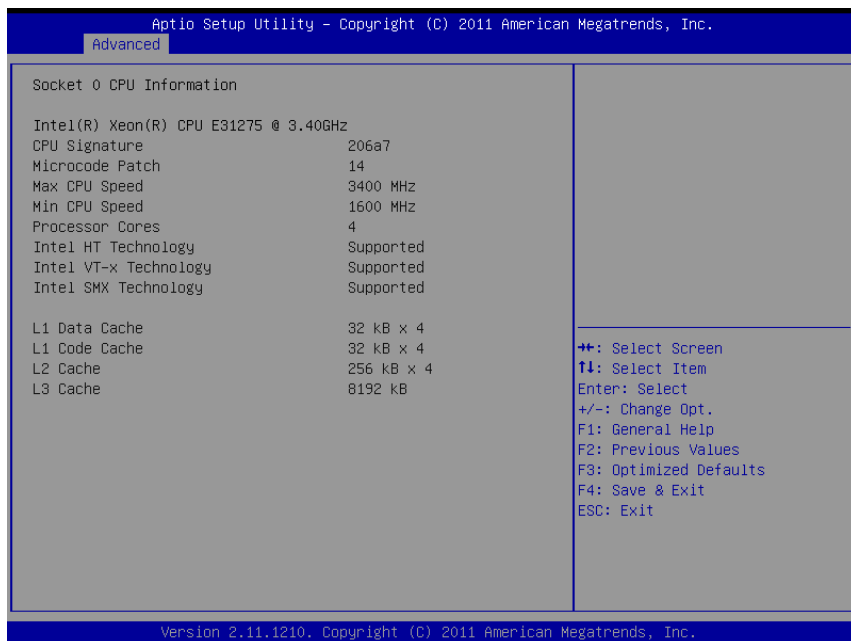 Aptio Setup Utility – Copyright (C) 2011 American Megatrends, Inc.
Advanced
Socket 0 CPU Information
Intel(R) Xeon(R) CPU E31275 @ 3.40GHz
CPU Signature 206a7
Microcode Patch 14
Max CPU Speed 3400 MHz
Min CPU Speed 1600 MHz
Processor Cores 4
Intel HT Technology Supported
Intel VT-x Technology Supported
Intel SMX Technology Supported
L1 Data Cache 32 kB x 4
L1 Code Cache 32 kB x 4
L2 Cache 256 kB x 4
L3 Cache 8192 kB
→←: Select Screen
↑↓: Select Item
Enter: Select
+/-: Change Opt.
F1: General Help
F2: Previous Values
F3: Optimized Defaults
F4: Save & Exit
ESC: Exit
Version 2.11.1210. Copyright (C) 2011 American Megatrends, Inc.